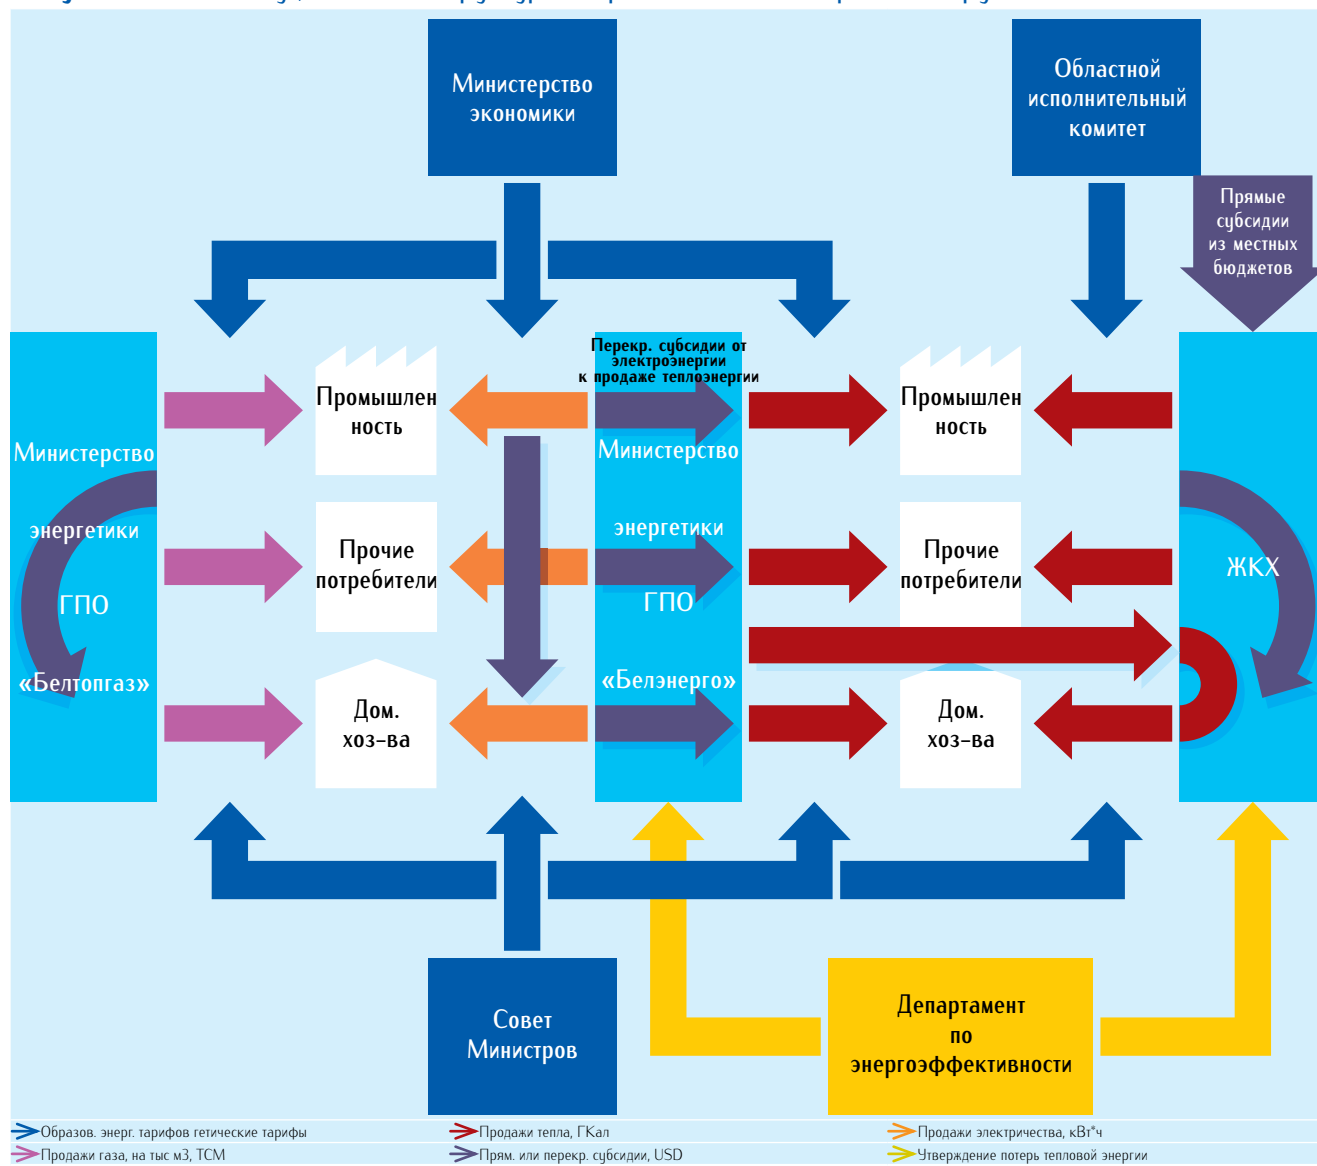 Министерство
экономики
Областной
исполнительный
комитет
Прямые
субсидии
из местных
бюджетов
Перекр. субсидии от
электроэнергии
к продаже теплоэнергии
Министерство
энергетики
ГПО
«Белтопгаз»
Промышлен
ность
Прочие
потребители
Дом.
хоз-ва
Министерство
энергетики
ГПО
«Белэнерго»
Промышлен
ность
Прочие
потребители
Дом.
хоз-ва
ЖКХ
Совет
Министров
Департамент
по
энергоэффективности
Образов. энерг. тарифов гетические тарифы
Продажи тепла, ГКал
Продажи электричества, кВт*ч
Продажи газа, на тыс м3, ТСМ
Прям. или перекр. субсидии, USD
Утверждение потерь тепловой энергии